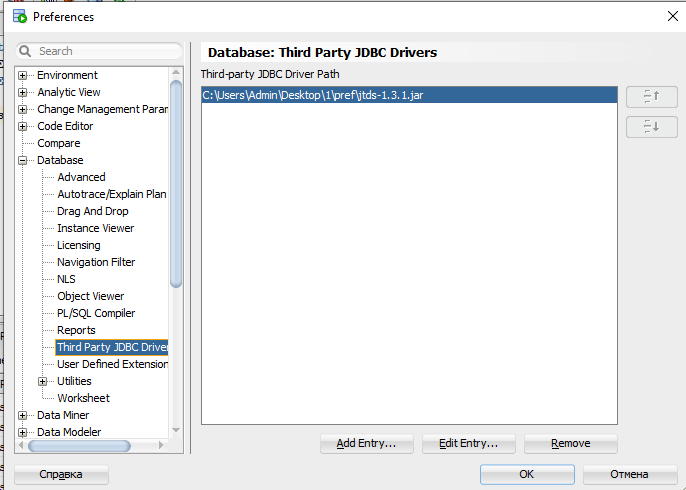 Preferences
Search
Environment
Analytic View
Change Management Parar
Code Editor
Compare
Database
Advanced
Autotrace/Explain Plan
Drag And Drop
Instance Viewer
Licensing
Navigation Filter
NLS
Object Viewer
PL/SQL Compiler
Reports
Third Party JDBC Driver
User Defined Extension
Utilities
Worksheet
Data Miner
Data Modeler
Database: Third Party JDBC Drivers
Third-party JDBC Driver Path
C:\Users\Admin\Desktop\1\pref\jtds-1.3.1.jar
Add Entry...
Edit Entry...
Remove
Справка
OK
Отмена